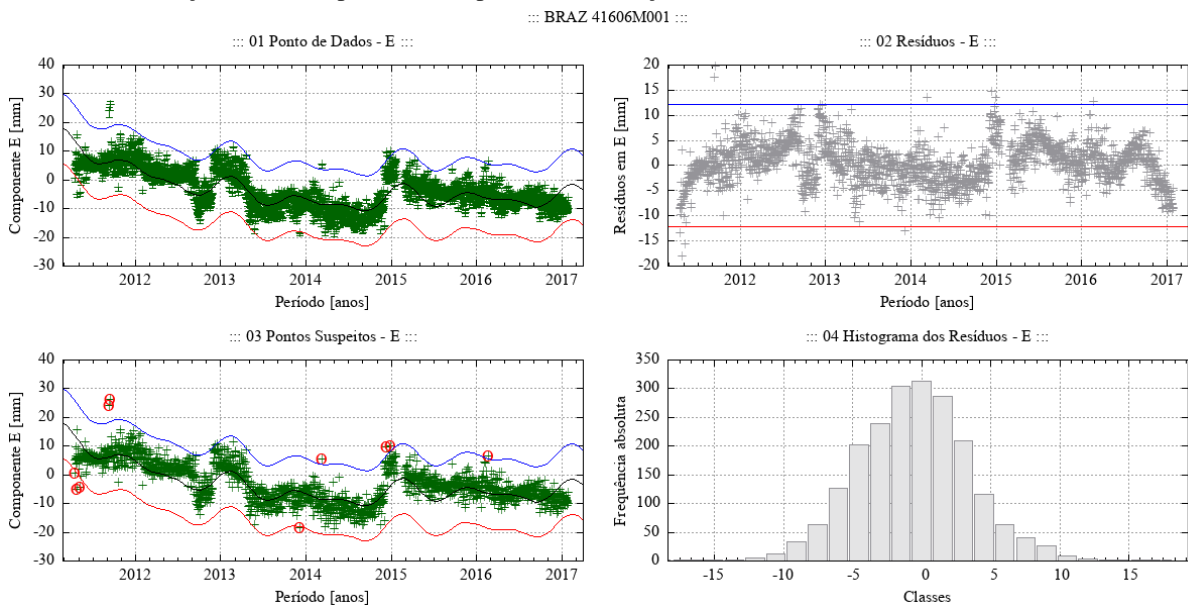 ::: BRAZ 41606M001 :::
::: 01 Ponto de Dados - E :::
Componente E [mm]
40
30
20
10
0
-10
-20
-30
2012 2013 2014 2015 2016 2017
Período [anos]
::: 02 Resíduos - E :::
Resíduos em E [mm]
20
15
10
5
0
-5
-10
-15
-20
2012 2013 2014 2015 2016 2017
Período [anos]
::: 03 Pontos Suspeitos - E :::
Componente E [mm]
40
30
20
10
0
-10
-20
-30
2012 2013 2014 2015 2016 2017
Período [anos]
::: 04 Histograma dos Resíduos - E :::
Frequência absoluta
350
300
250
200
150
100
50
0
-15 -10 -5 0 5 10 15
Classes